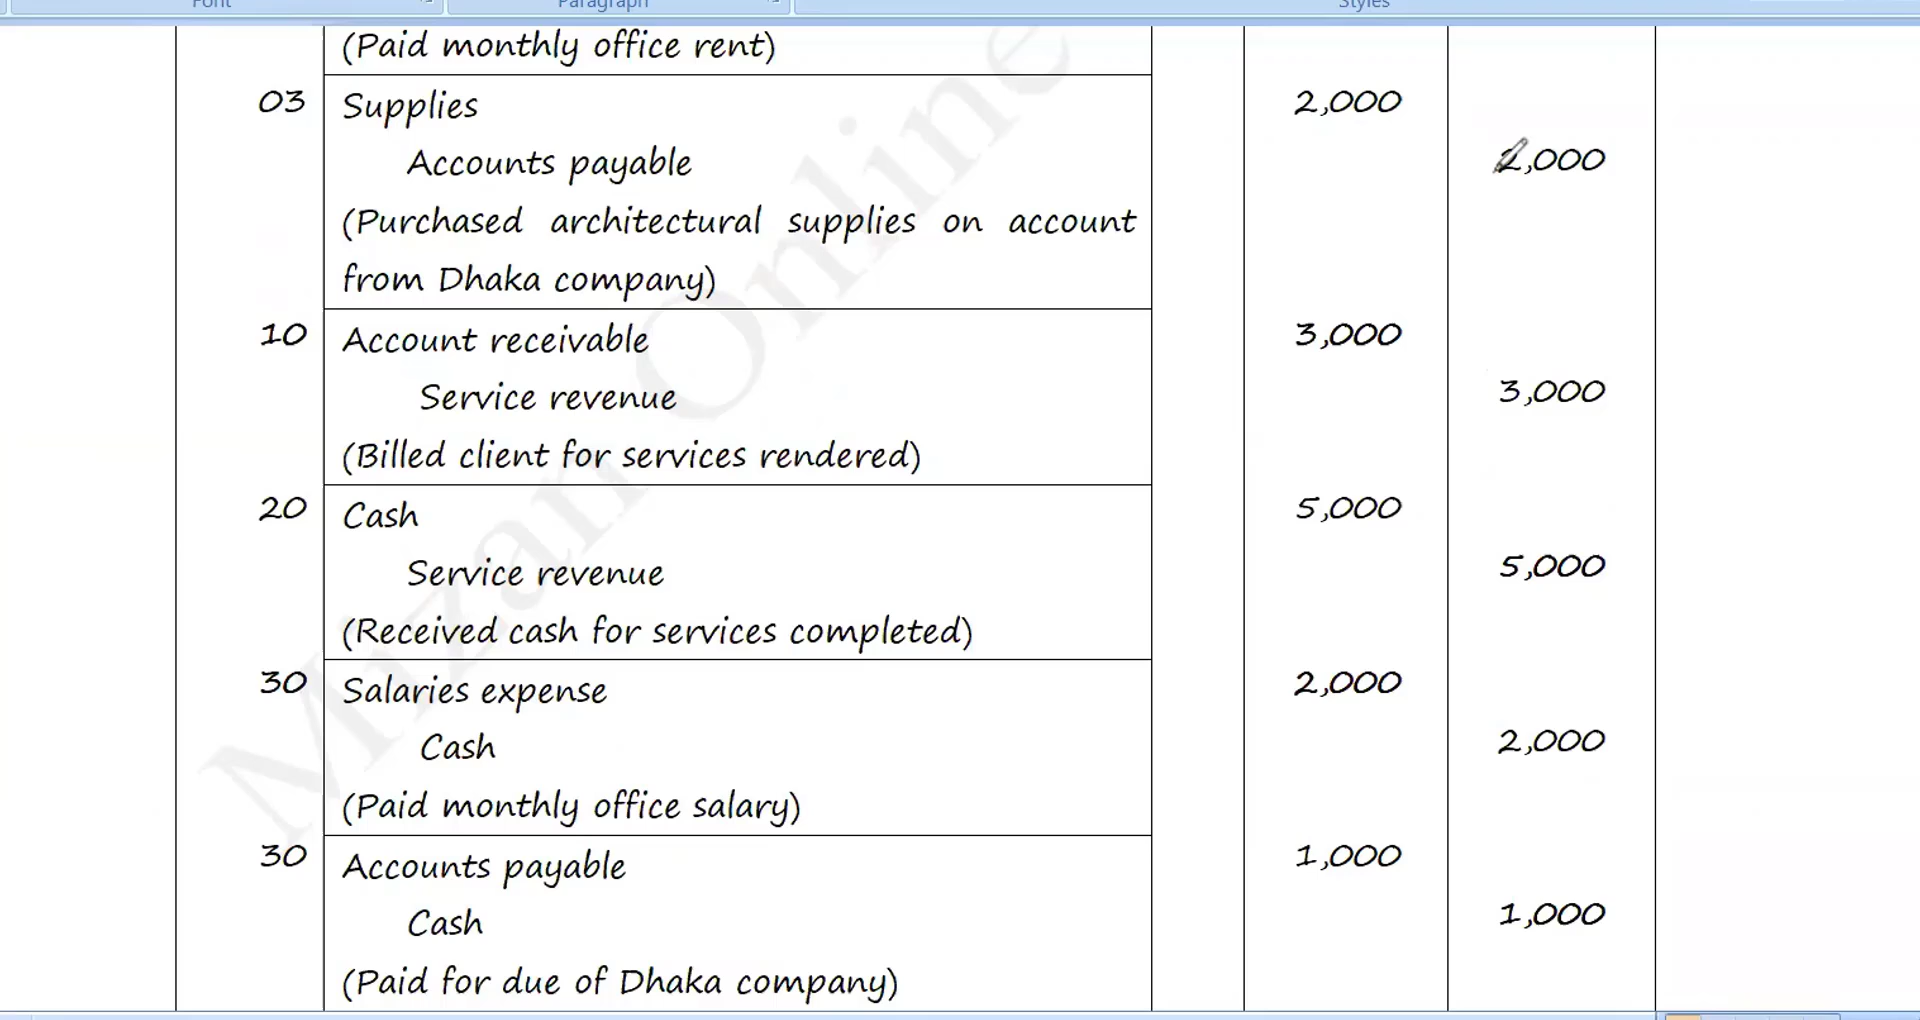 Font Paragraph Styles
(Paid monthly office rent)
03 Supplies 2,000
Accounts payable 2,000
(Purchased architectural supplies on account
from Dhaka company)
10 Account receivable 3,000
Service revenue 3,000
(Billed client for services rendered)
20 Cash 5,000
Service revenue 5,000
(Received cash for services completed)
30 Salaries expense 2,000
Cash 2,000
(Paid monthly office salary)
30 Accounts payable 1,000
Cash 1,000
(Paid for due of Dhaka company)
Mizan Online